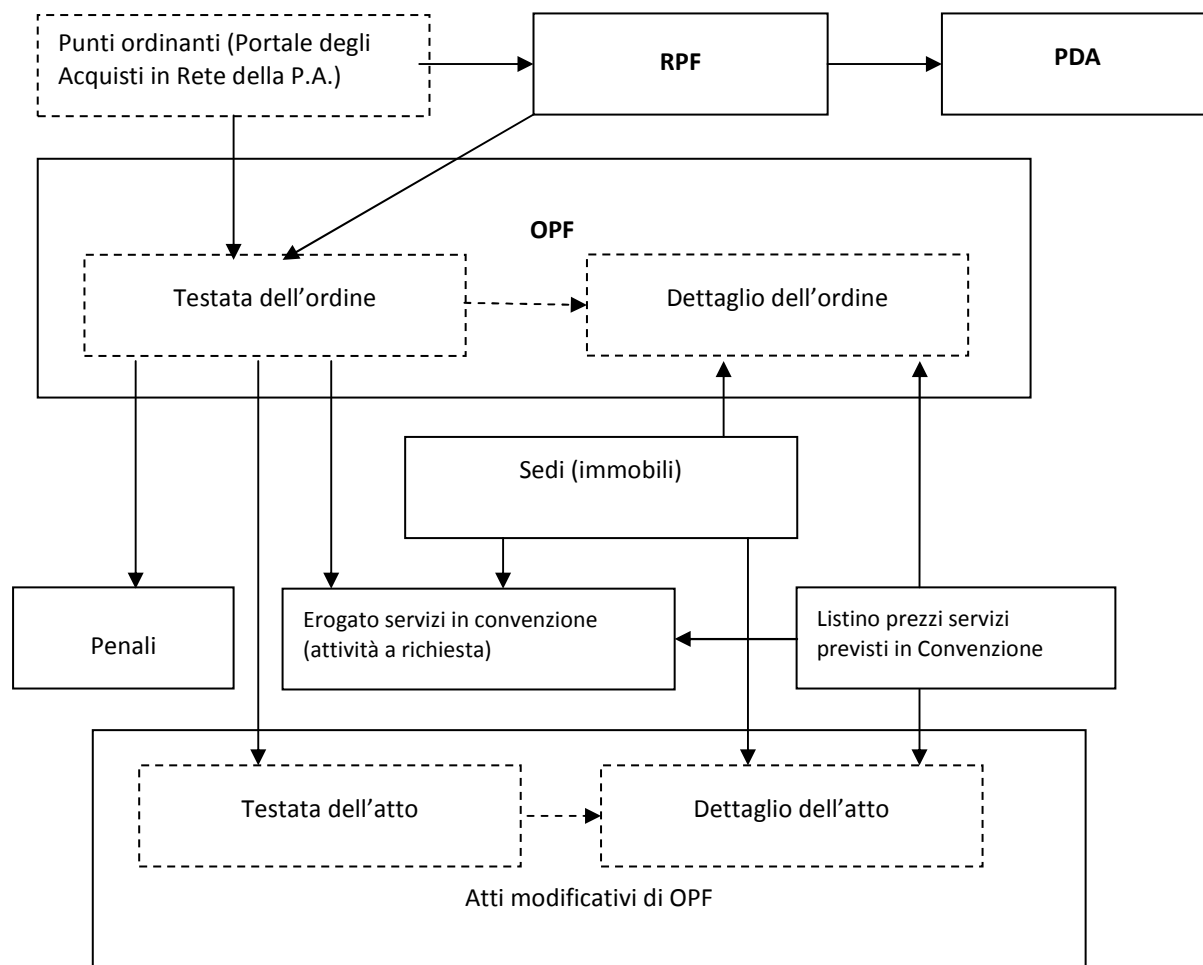 Punti ordinanti (Portale degli
Acquisti in Rete della P.A.)
RPF
PDA
OPF
Testata dell’ordine
Dettaglio dell’ordine
Sedi (immobili)
Penali
Erogato servizi in convenzione
(attività a richiesta)
Listino prezzi servizi
previsti in Convenzione
Testata dell’atto
Dettaglio dell’atto
Atti modificativi di OPF